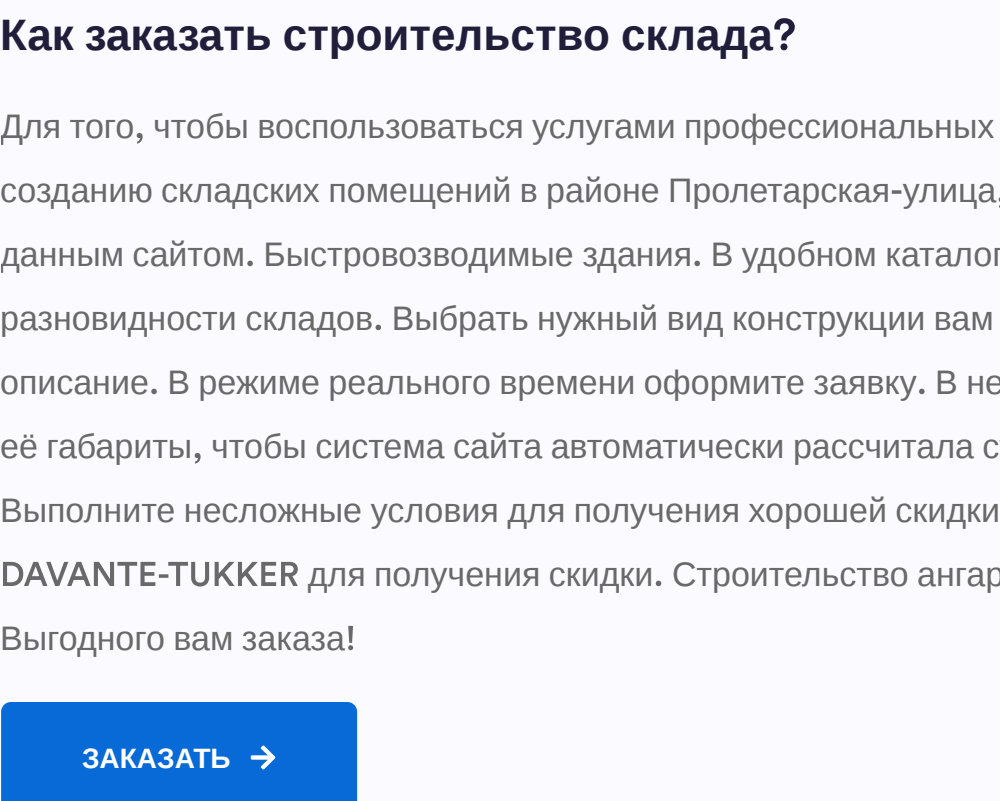 Как заказать строительство склада?
Для того, чтобы воспользоваться услугами профессиональных
созданию складских помещений в районе Пролетарская-улица,
данным сайтом. Быстровозводимые здания. В удобном каталог
разновидности складов. Выбрать нужный вид конструкции вам
описание. В режиме реального времени оформите заявку. В не
её габариты, чтобы система сайта автоматически рассчитала с
Выполните несложные условия для получения хорошей скидки
DAVANTE-TUKKER для получения скидки. Строительство ангар
Выгодного вам заказа!
ЗАКАЗАТЬ →